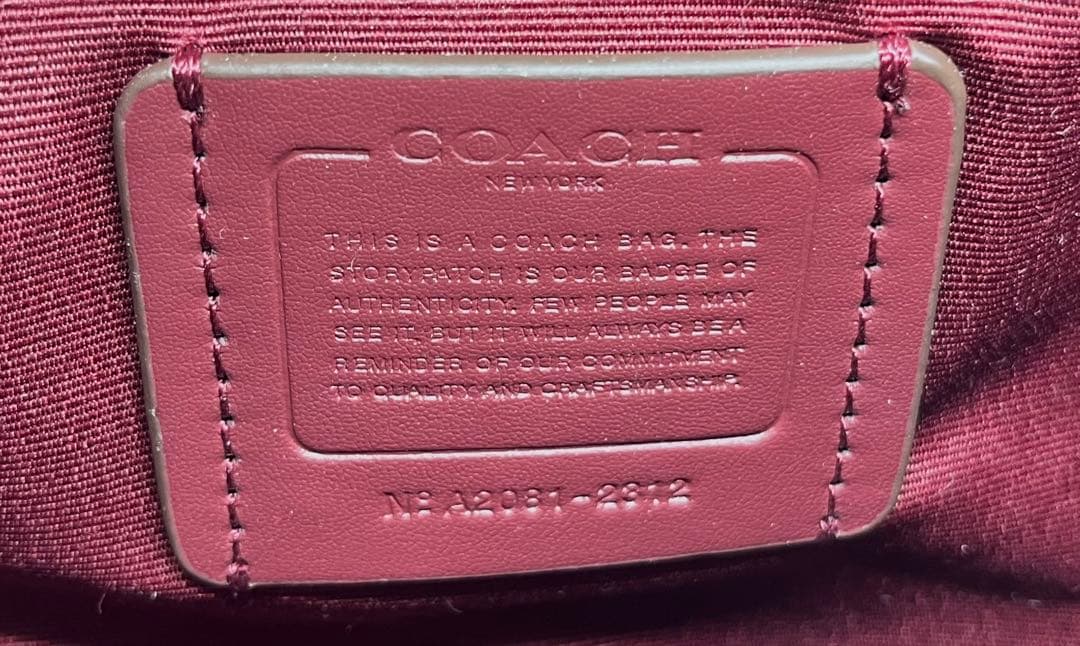 COACH
NEW YORK
THIS IS A COACH BAG. THE
STORYPATCH IS OUR BADGE OF
AUTHENTICITY. FEW PEOPLE MAY
SEE IT, BUT IT WILL ALWAYS BE A
REMINDER OF OUR COMMITMENT
TO QUALITY AND CRAFTSMANSHIP.
Nº A2081-2312